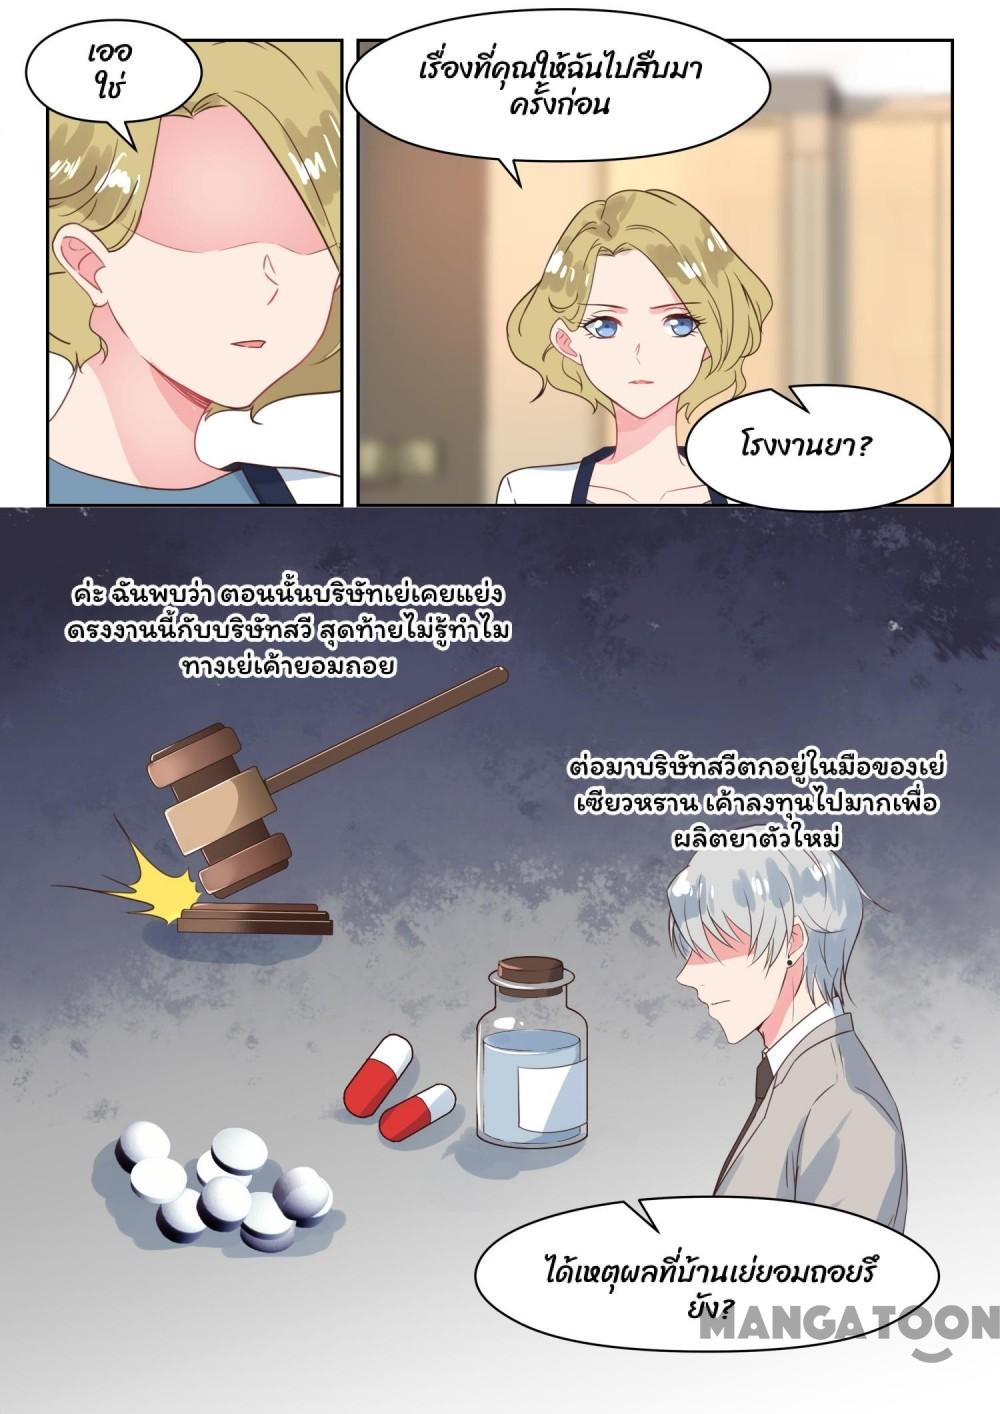 เออ
ใช่
เรื่องที่คุณให้ฉันไปสืบมา
ครั้งก่อน
โรงงานยา?
ค่ะ ฉันพบว่า ตอนนั้นบริษัทเย่เคยแย่ง
ดรงงานนี้กับบริษัทสวี สุดท้ายไม่รู้ทำไม
ทางเย่เค้ายอมถอย
ต่อมาบริษัทสวีตกอยู่ในมือของเย่
เซียวหราน เค้าลงทุนไปมากเพื่อ
ผลิตยาตัวใหม่
ได้เหตุผลที่บ้านเย่ยอมถอยรึ
ยัง?
MANGATOON